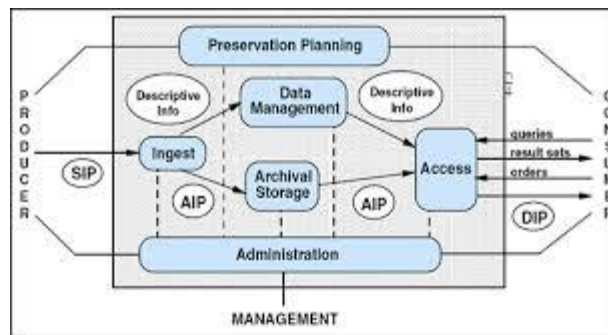 Preservation Planning
PRODUCER
Descriptive
Info
Data
Management
Descriptive
Info
queries
Ingest
result sets
Access
SIP
Archival
Storage
orders
AIP
AIP
DIP
Administration
MANAGEMENT